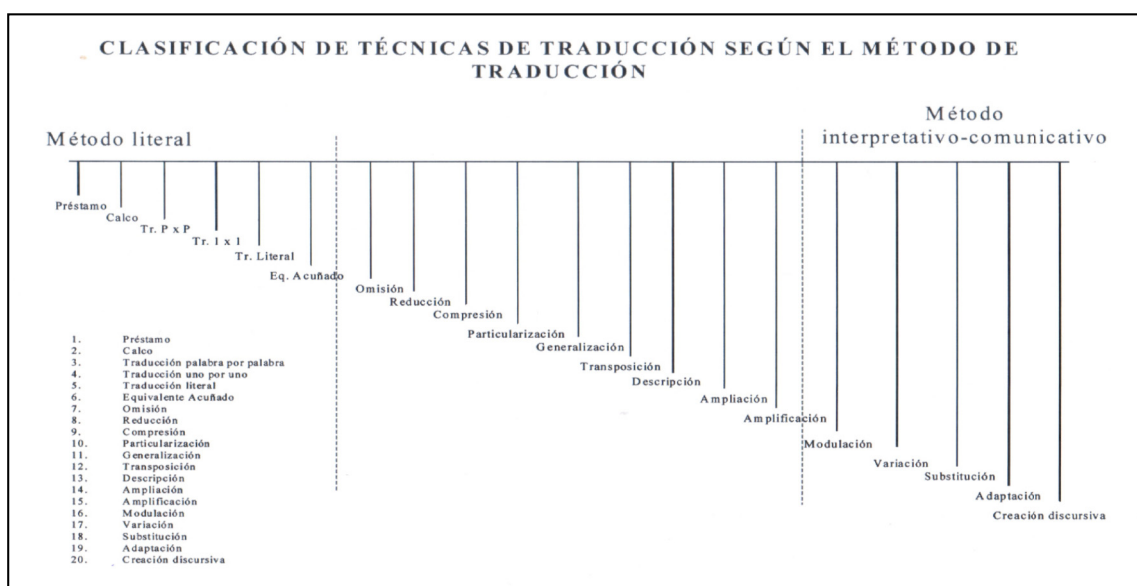 CLASIFICACIÓN DE TÉCNICAS DE TRADUCCIÓN SEGÚN EL MÉTODO DE
TRADUCCIÓN
Método literal
Método
interpretativo-comunicativo
Préstamo
Calco
Tr. P x P
Tr. 1 x 1
Tr. Literal
Eq. Acuñado
Omisión
Reducción
Compresión
Particularización
Generalización
Transposición
Descripción
Ampliación
Amplificación
Modulación
Variación
Substitución
Adaptación
Creación discursiva
1. Préstamo
2. Calco
3. Traducción palabra por palabra
4. Traducción uno por uno
5. Traducción literal
6. Equivalente Acuñado
7. Omisión
8. Reducción
9. Compresión
10. Particularización
11. Generalización
12. Transposición
13. Descripción
14. Ampliación
15. Amplificación
16. Modulación
17. Variación
18. Substitución
19. Adaptación
20. Creación discursiva